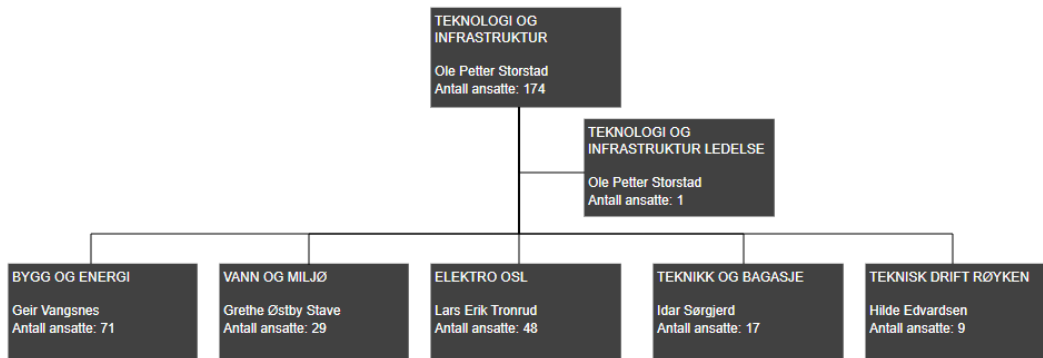 TEKNOLOGI OG
INFRASTRUKTUR
Ole Petter Storstad
Antall ansatte: 174
TEKNOLOGI OG
INFRASTRUKTUR LEDELSE
Ole Petter Storstad
Antall ansatte: 1
BYGG OG ENERGI
Geir Vangsnes
Antall ansatte: 71
VANN OG MILJØ
Grethe Østby Stave
Antall ansatte: 29
ELEKTRO OSL
Lars Erik Tronrud
Antall ansatte: 48
TEKNIKK OG BAGASJE
Idar Sørgjerd
Antall ansatte: 17
TEKNISK DRIFT RØYKEN
Hilde Edvardsen
Antall ansatte: 9